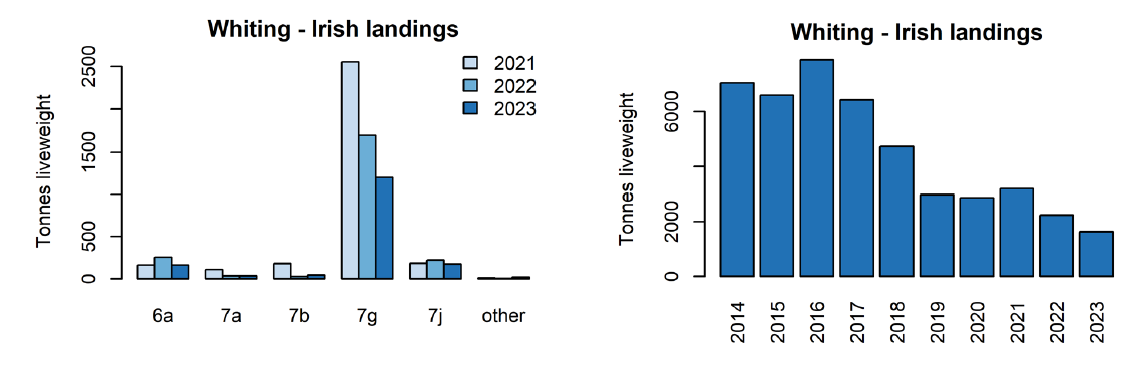 Whiting - Irish landings
Tonnes liveweight
2500
1500
500
0
2021
2022
2023
6a 7a 7b 7g 7j other
Whiting - Irish landings
Tonnes liveweight
6000
2000
0
2014 2015 2016 2017 2018 2019 2020 2021 2022 2023